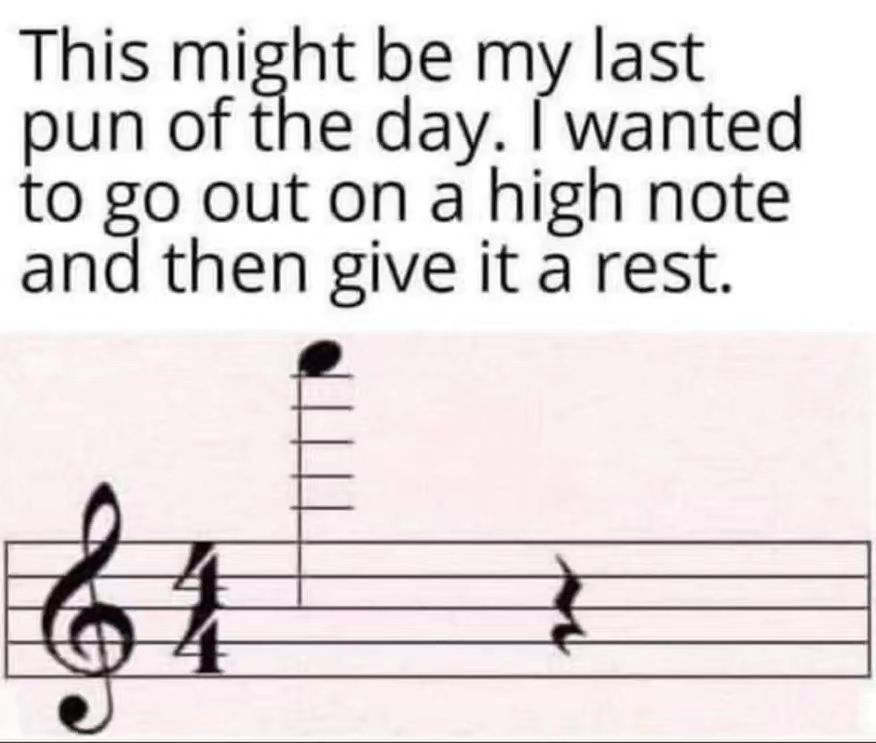 This might be my last
pun of the day. I wanted
to go out on a high note
and then give it a rest.
4
4